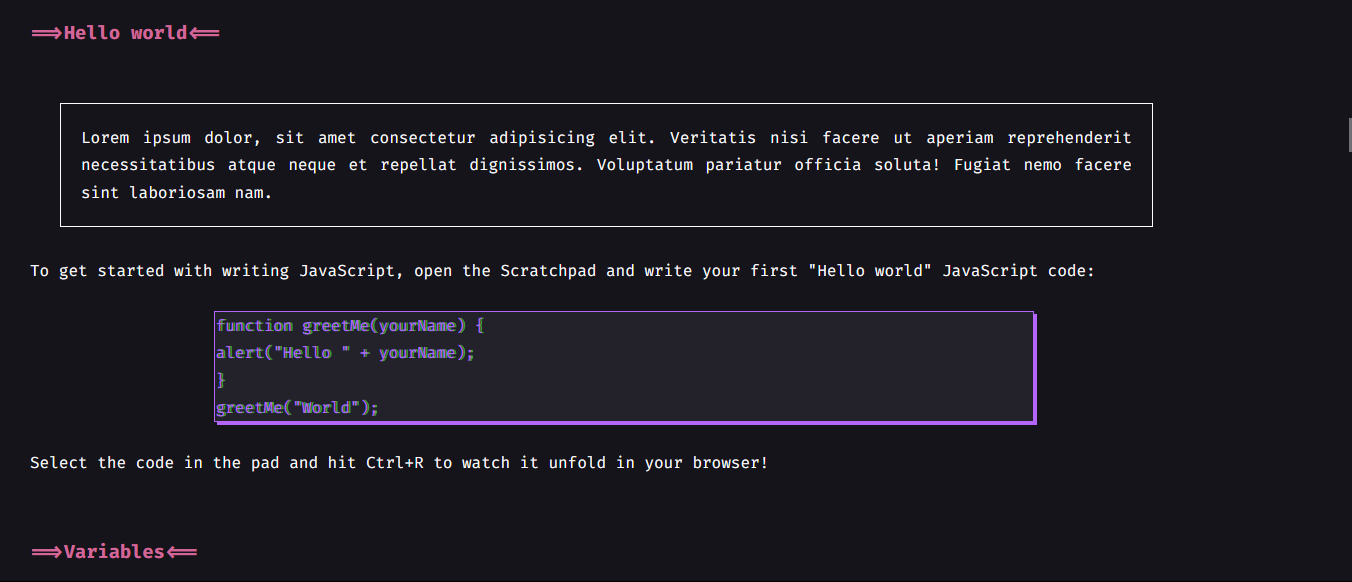 ==>Hello world<==
Lorem ipsum dolor, sit amet consectetur adipisicing elit. Veritatis nisi facere ut aperiam reprehenderit
necessitatibus atque neque et repellat dignissimos. Voluptatum pariatur officia soluta! Fugiat nemo facere
sint laboriosam nam.
To get started with writing JavaScript, open the Scratchpad and write your first "Hello world" JavaScript code:
function greetMe(yourName) {
alert("Hello " + yourName);
}
greetMe("World");
Select the code in the pad and hit Ctrl+R to watch it unfold in your browser!
==>Variables<==